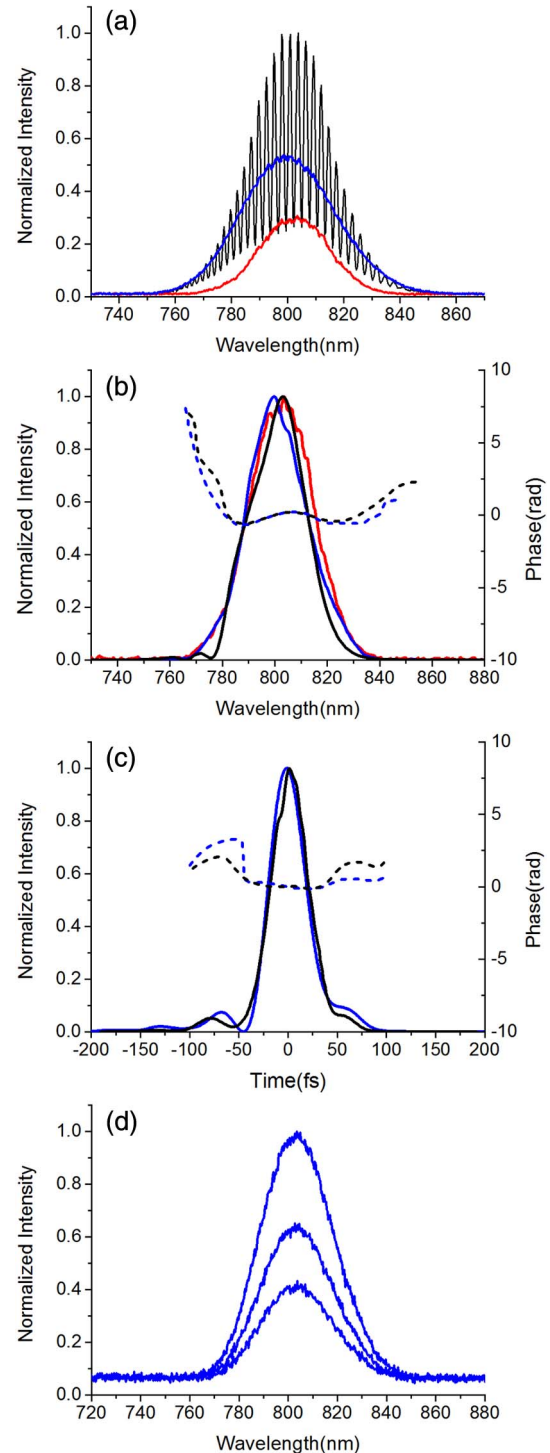 (a)
Normalized Intensity
1.0
0.8
0.6
0.4
0.2
0.0
740 760 780 800 820 840 860
Wavelength(nm)
(b)
Normalized Intensity
1.0
0.8
0.6
0.4
0.2
0.0
10
5
0
-5
-10
Phase(rad)
740 760 780 800 820 840 860 880
Wavelength(nm)
(c)
Normalized Intensity
1.0
0.8
0.6
0.4
0.2
0.0
10
5
0
-5
-10
Phase(rad)
-200 -150 -100 -50 0 50 100 150 200
Time(fs)
(d)
Normalized Intensity
1.0
0.8
0.6
0.4
0.2
0.0
720 740 760 780 800 820 840 860 880
Wavelength(nm)